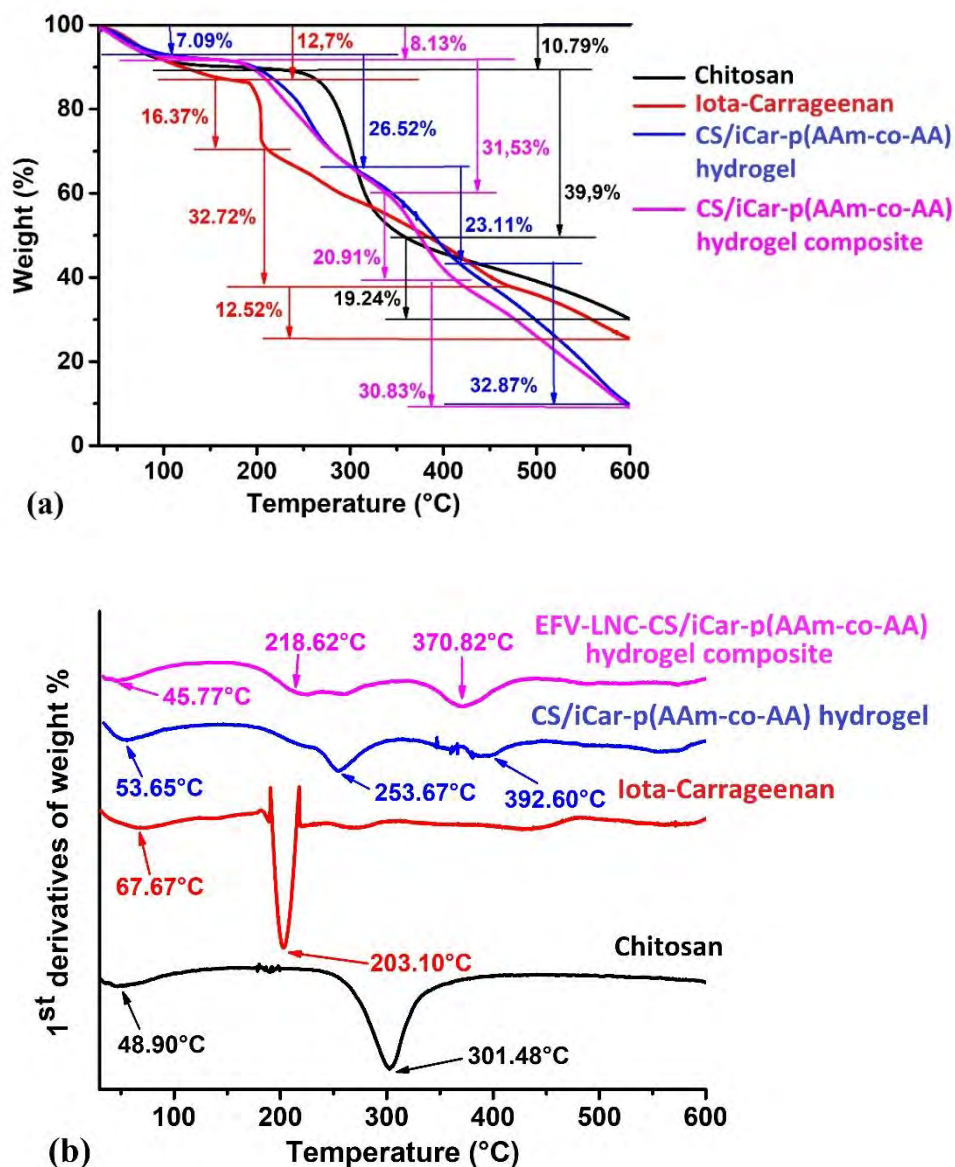 100
80
60
40
20
0
Weight (%)
7.09%
12,7%
8.13%
10.79%
16.37%
26.52%
31,53%
39,9%
32.72%
23.11%
20.91%
19.24%
12.52%
30.83%
32.87%
100 200 300 400 500 600
Temperature (°C)
(a)
Chitosan
Iota-Carrageenan
CS/iCar-p(AAm-co-AA)
hydrogel
CS/iCar-p(AAm-co-AA)
hydrogel composite
1st derivatives of weight %
EFV-LNC-CS/iCar-p(AAm-co-AA)
hydrogel composite
218.62°C
370.82°C
45.77°C
CS/iCar-p(AAm-co-AA) hydrogel
53.65°C
253.67°C
392.60°C
Iota-Carrageenan
67.67°C
203.10°C
Chitosan
48.90°C
301.48°C
100 200 300 400 500 600
Temperature (°C)
(b)